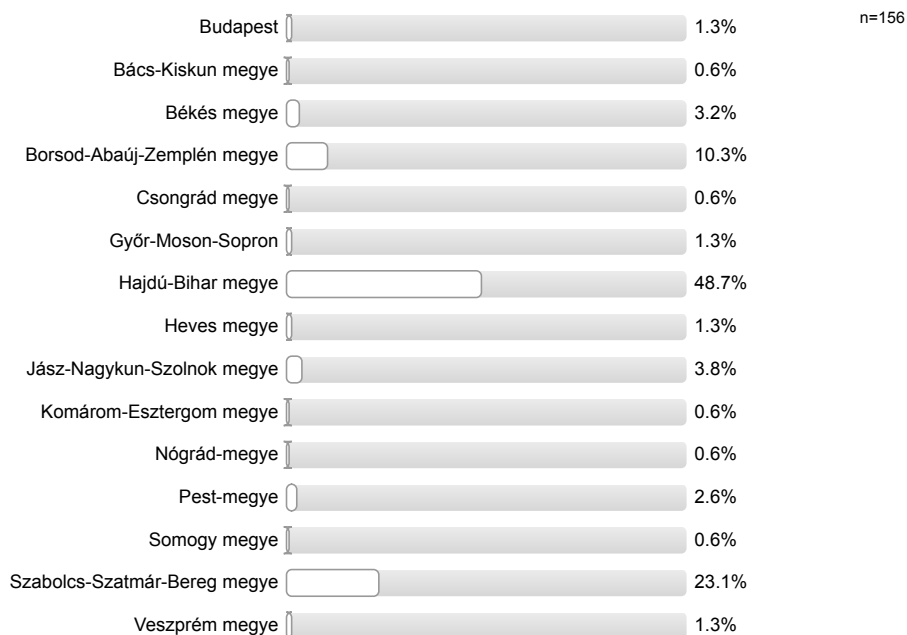 n=156
Budapest 1.3%
Bács-Kiskun megye 0.6%
Békés megye 3.2%
Borsod-Abaúj-Zemplén megye 10.3%
Csongrád megye 0.6%
Győr-Moson-Sopron 1.3%
Hajdú-Bihar megye 48.7%
Heves megye 1.3%
Jász-Nagykun-Szolnok megye 3.8%
Komárom-Esztergom megye 0.6%
Nógrád-megye 0.6%
Pest-megye 2.6%
Somogy megye 0.6%
Szabolcs-Szatmár-Bereg megye 23.1%
Veszprém megye 1.3%